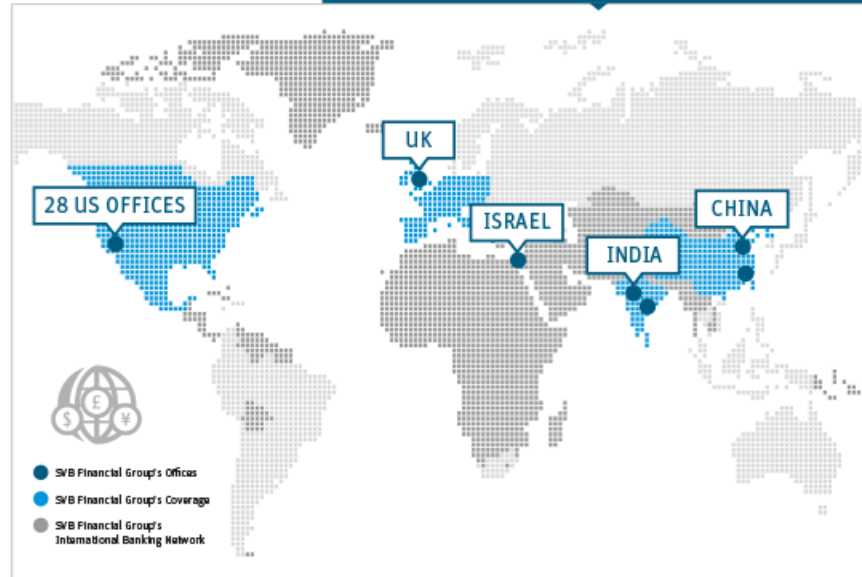 UK
28 US OFFICES
ISRAEL
CHINA
INDIA
£
$ ¥
SVB Financial Group's Offices
SVB Financial Group's Coverage
SVB Financial Group's
International Banking Network